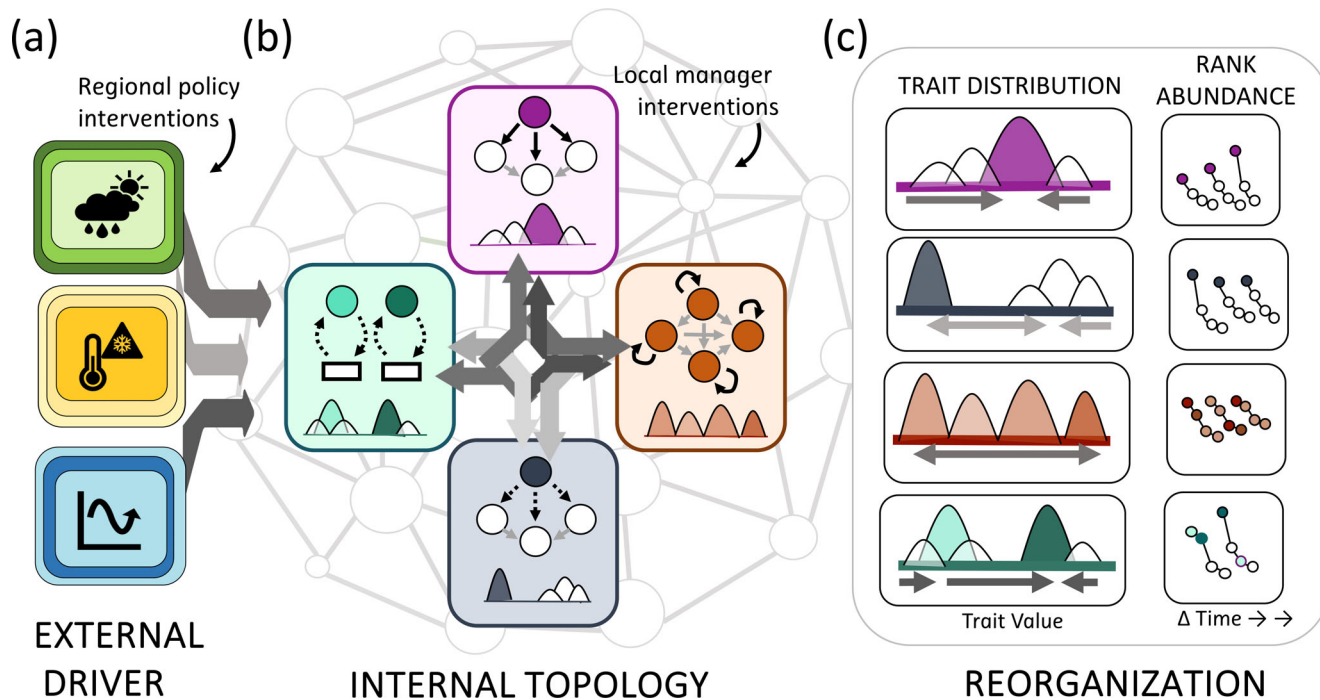 (a)
Regional policy
interventions
EXTERNAL
DRIVER
(b)
Local manager
interventions
INTERNAL TOPOLOGY
(c)
TRAIT DISTRIBUTION
RANK
ABUNDANCE
Trait Value
Δ Time → →
REORGANIZATION